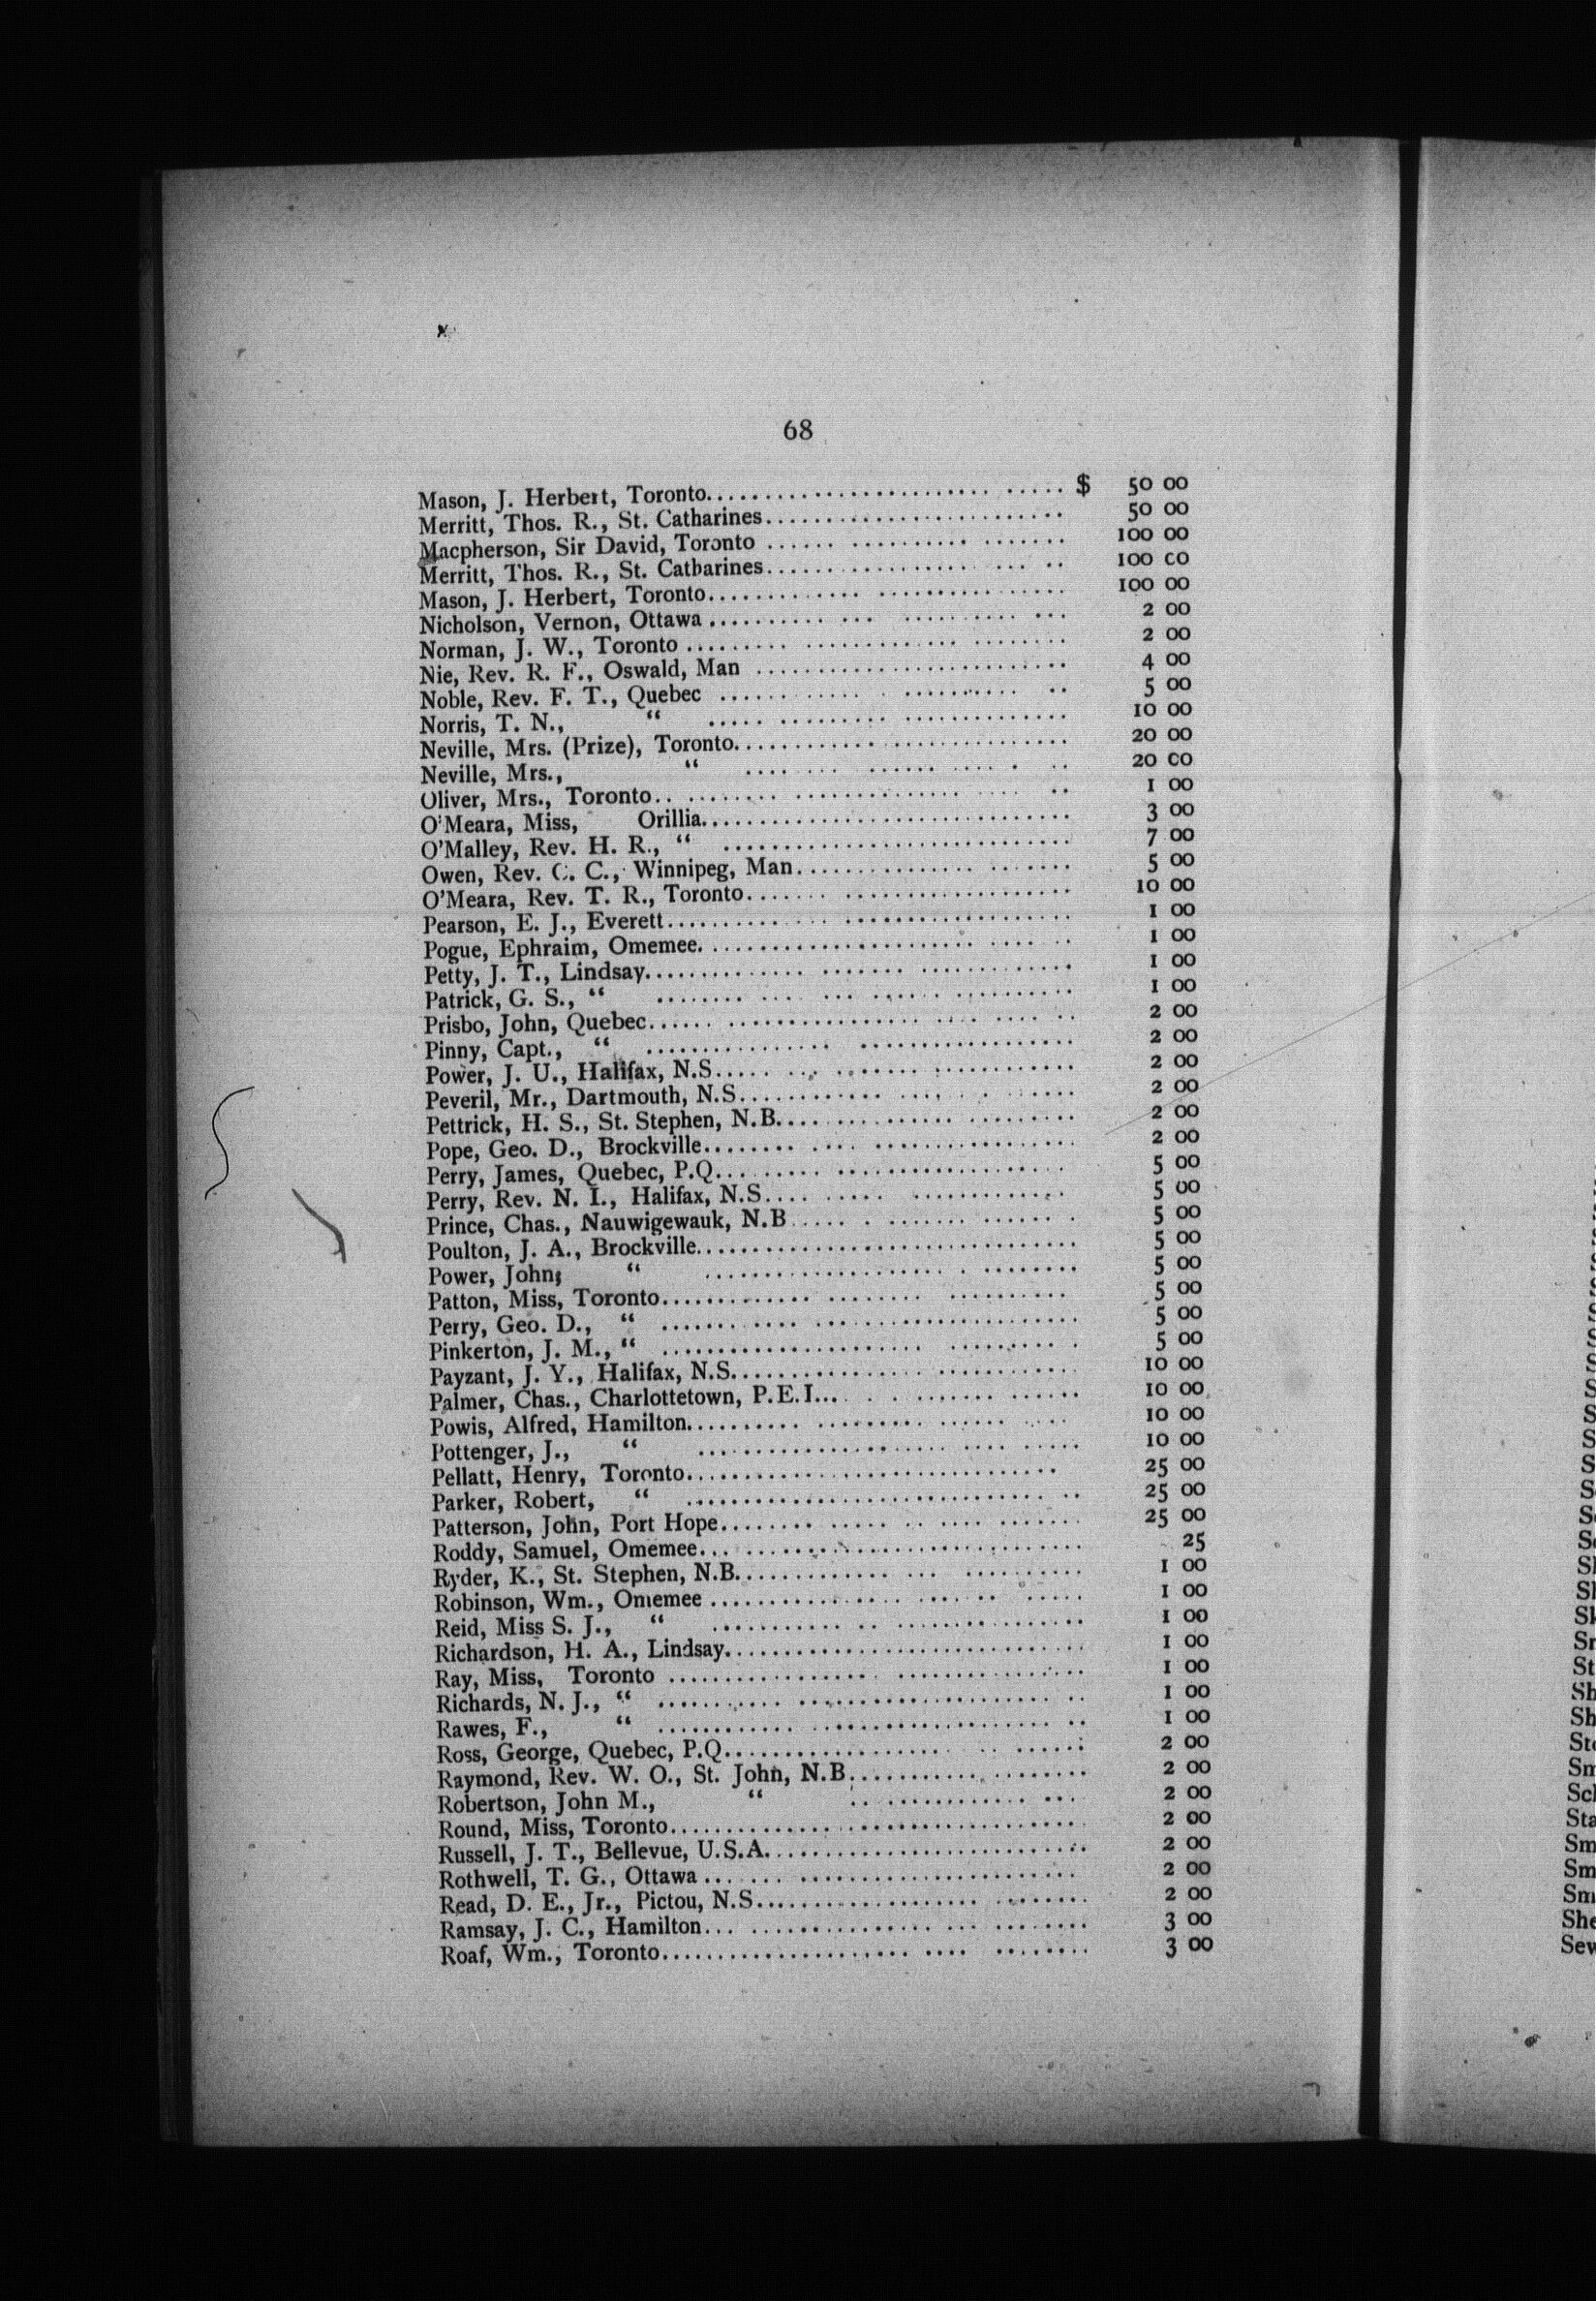 68
Mason, J. Herbert, Toronto.......................... ..... $ 50 00
Merritt, Thos. R., St. Catharines........................... 50 00
Macpherson, Sir David, Toronto ...... ........... ....... 100 00
Merritt, Thos. R., St. Catharines................... ... .. 100 00
Mason, J. Herbert, Toronto.............. ................. 100 00
Nicholson, Vernon, Ottawa ........... ... .......... ... 2 00
Norman, J. W., Toronto ......... .............. ........ 2 00
Nie, Rev. R. F., Oswald, Man ............................ 4 00
Noble, Rev. F. T., Quebec ............. .......... .. 5 00
Norris, T. N., “ ..... .......... ............... 10 00
Neville, Mrs. (Prize), Toronto............................. 20 00
Neville, Mrs., “ .... ... ...... .... . .. 20 00
Oliver, Mrs., Toronto.. ........ ............... .... .. 1 00
O'Meara, Miss, Orillia................................. 3 00
O'Malley, Rev. H. R., “ ............................... 7 00
Owen, Rev. C. C., Winnipeg, Man................ ....... 5 00
O'Meara, Rev. T. R., Toronto....... ...................... 10 00
Pearson, E. J., Everett........... ... ..................... 1 00
Pogue, Ephraim, Omemee......................... .... .. 1 00
Petty, J. T., Lindsay.............. ....... .............. 1 00
Patrick, G. S., “ ........ .... ... ...... ........... 1 00
Prisbo, John, Quebec...... ................. .... .... .. 2 00
Pinny, Capt., “ ................. ................... 2 00
Power, J. U., Halifax, N.S..... ... ........ ............. 2 00
Peveril, Mr., Dartmouth, N.S............. .... . ...... 2 00
Pettrick, H. S., St. Stephen, N.B................ .......... 2 00
Pope, Geo. D., Brockville........ .... .................. 2 00
Perry, James, Quebec, P.Q.......... ..................... 5 00
Perry, Rev. N. I., Halifax, N.S.... ..... .............. 5 00
Prince, Chas., Nauwigewauk, N.B..... . ....... ...... . 5 00
Poulton, J. A., Brockville.................................. 5 00
Power, John, “ ........................ . ........ 5 00
Patton, Miss, Toronto............. ........ ........... 5 00
Perry, Geo. D., “ ............ ........................ 5 00
Pinkerton, J. M., “ ....................... .......... . 5 00
Payzant, J. Y., Halifax, N.S................. .............. 10 00
Palmer, Chas., Charlottetown, P.E.I... . . ....... ...... 10 00
Powis, Alfred, Hamilton.......... ......... ...... .... 10 00
Pottenger, J., “ ....................... .... ..... 10 00
Pellatt, Henry, Toronto................................. 25 00
Parker, Robert, “ ................................ .. 25 00
Patterson, John, Port Hope........ ..... .. .... ....... 25 00
Roddy, Samuel, Omemee... .............................. 25
Ryder, K., St. Stephen, N.B.............. ... ........... 1 00
Robinson, Wm., Omemee ................. ....... ..... 1 00
Reid, Miss S. J., “ ............ .. .................. 1 00
Richardson, H. A., Lindsay................................ 1 00
Ray, Miss, Toronto .................. ................. 1 00
Richards, N. J., “ ........... ....................... .. 1 00
Rawes, F., “ ............ ........................ .. 1 00
Ross, George, Quebec, P.Q.................... .. ...... 2 00
Raymond, Rev. W. O., St. John, N.B..................... 2 00
Robertson, John M., “ .. ............ ... 2 00
Round, Miss, Toronto..................................... 2 00
Russell, J. T., Bellevue, U.S.A............................. 2 00
Rothwell, T. G., Ottawa ... ... ......................... 2 00
Read, D. E., Jr., Pictou, N.S.................... ....... 2 00
Ramsay, J. C., Hamilton... ................ ... ........ 3 00
Roaf, Wm., Toronto...................... .... ........ 3 00